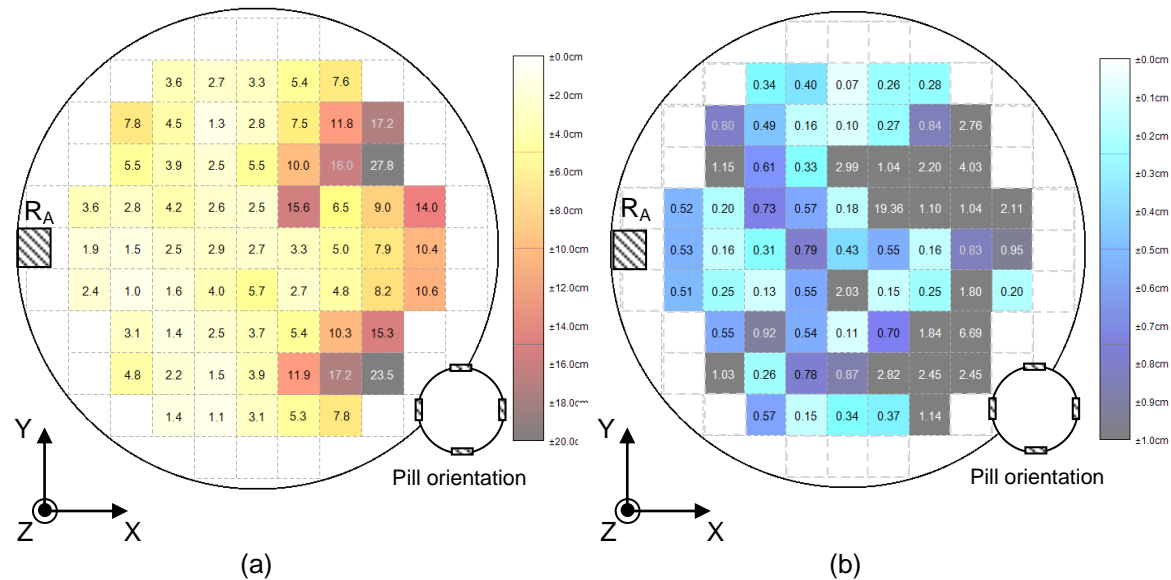 3.6 2.7 3.3 5.4 7.6
7.8 4.5 1.3 2.8 7.5 11.8 17.2
5.5 3.9 2.5 5.5 10.0 16.0 27.8
3.6 2.8 4.2 2.6 2.5 15.6 6.5 9.0 14.0
R_A
1.9 1.5 2.5 2.9 2.7 3.3 5.0 7.9 10.4
2.4 1.0 1.6 4.0 5.7 2.7 4.8 8.2 10.6
3.1 1.4 2.5 3.7 5.4 10.3 15.3
4.8 2.2 1.5 3.9 11.9 17.2 23.5
1.4 1.1 3.1 5.3 7.8
±0.0cm
±2.0cm
±4.0cm
±6.0cm
±8.0cm
±10.0cm
±12.0cm
±14.0cm
±16.0cm
±18.0cm
±20.0c
Pill orientation
Y
Z
X
(a)
0.34 0.40 0.07 0.26 0.28
0.80 0.49 0.16 0.10 0.27 0.84 2.76
1.15 0.61 0.33 2.99 1.04 2.20 4.03
0.52 0.20 0.73 0.57 0.18 19.36 1.10 1.04 2.11
R_A
0.53 0.16 0.31 0.79 0.43 0.55 0.16 0.83 0.95
0.51 0.25 0.13 0.55 2.03 0.15 0.25 1.80 0.20
0.55 0.92 0.54 0.11 0.70 1.84 6.69
1.03 0.26 0.78 0.87 2.82 2.45 2.45
0.57 0.15 0.34 0.37 1.14
±0.0cm
±0.1cm
±0.2cm
±0.3cm
±0.4cm
±0.5cm
±0.6cm
±0.7cm
±0.8cm
±0.9cm
±1.0cm
Pill orientation
Y
Z
X
(b)